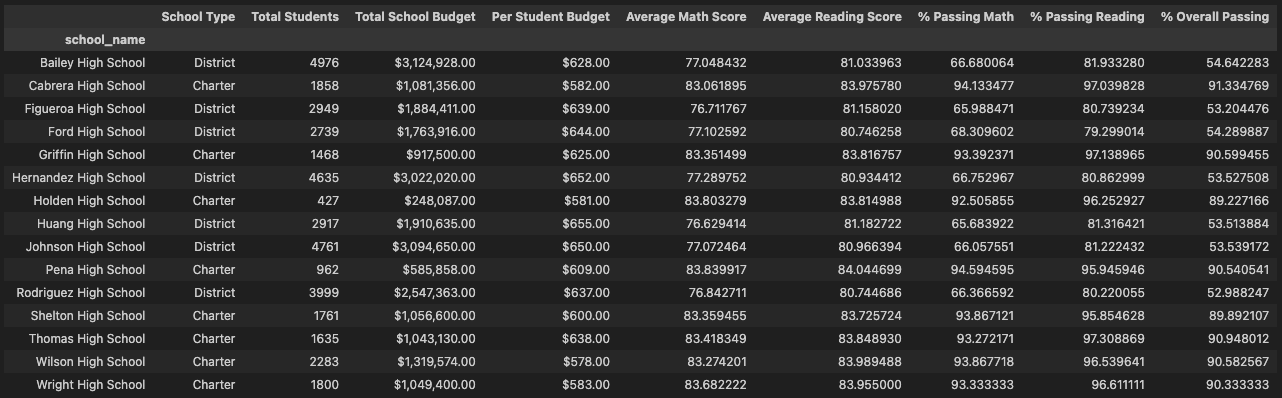 School Type Total Students Total School Budget Per Student Budget Average Math Score Average Reading Score % Passing Math % Passing Reading % Overall Passing
school_name
Bailey High School District 4976 $3,124,928.00 $628.00 77.048432 81.033963 66.680064 81.933280 54.642283
Cabrera High School Charter 1858 $1,081,356.00 $582.00 83.061895 83.975780 94.133477 97.039828 91.334769
Figueroa High School District 2949 $1,884,411.00 $639.00 76.711767 81.158020 65.988471 80.739234 53.204476
Ford High School District 2739 $1,763,916.00 $644.00 77.102592 80.746258 68.309602 79.299014 54.289887
Griffin High School Charter 1468 $917,500.00 $625.00 83.351499 83.816757 93.392371 97.138965 90.599455
Hernandez High School District 4635 $3,022,020.00 $652.00 77.289752 80.934412 66.752967 80.862999 53.527508
Holden High School Charter 427 $248,087.00 $581.00 83.803279 83.814988 92.505855 96.252927 89.227166
Huang High School District 2917 $1,910,635.00 $655.00 76.629414 81.182722 65.683922 81.316421 53.513884
Johnson High School District 4761 $3,094,650.00 $650.00 77.072464 80.966394 66.057551 81.222432 53.539172
Pena High School Charter 962 $585,858.00 $609.00 83.839917 84.044699 94.594595 95.945946 90.540541
Rodriguez High School District 3999 $2,547,363.00 $637.00 76.842711 80.744686 66.366592 80.220055 52.988247
Shelton High School Charter 1761 $1,056,600.00 $600.00 83.359455 83.725724 93.867121 95.854628 89.892107
Thomas High School Charter 1635 $1,043,130.00 $638.00 83.418349 83.848930 93.272171 97.308869 90.948012
Wilson High School Charter 2283 $1,319,574.00 $578.00 83.274201 83.989488 93.867718 96.539641 90.582567
Wright High School Charter 1800 $1,049,400.00 $583.00 83.682222 83.955000 93.333333 96.611111 90.333333